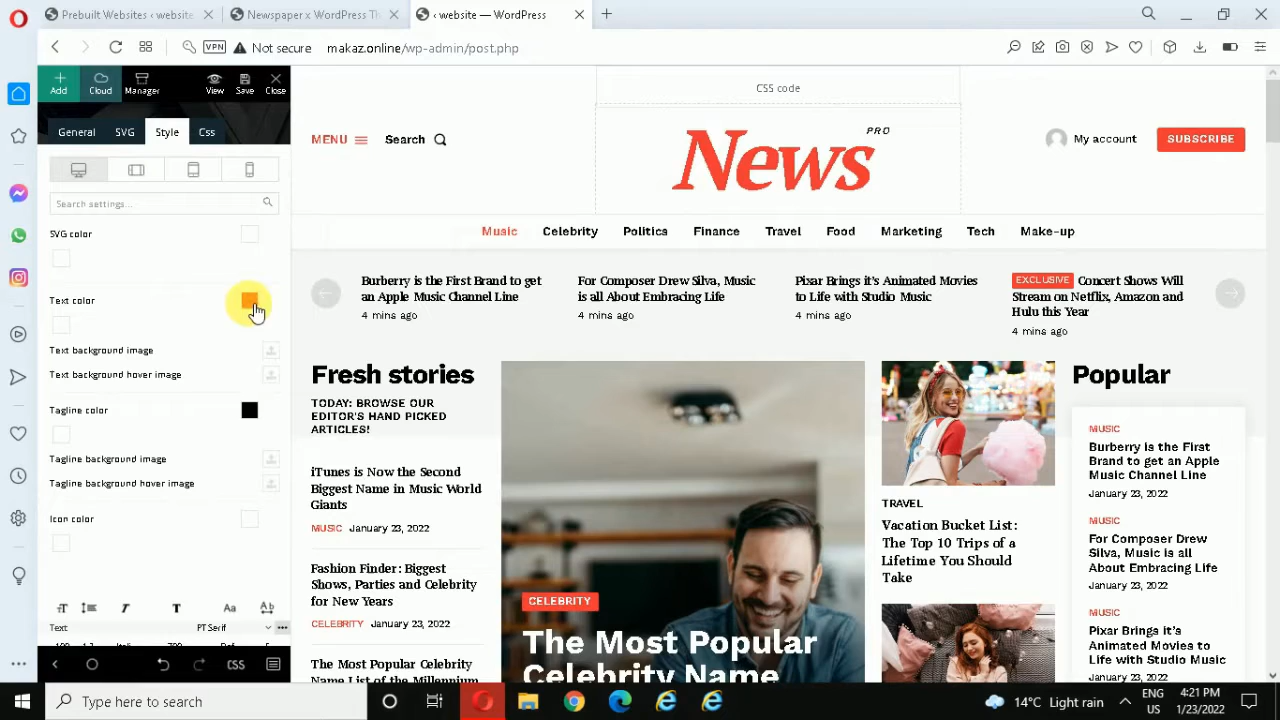 Prebuilt Websites - website
Newspaper x WordPress Th
‹ website — WordPress
VPN
Not secure
makaz.online/wp-admin/post.php
Add
Cloud
Manager
View
Save
Close
General
SVG
Style
Css
Search settings...
SVG color
Text color
Text background image
Text background hover image
Tagline color
Tagline background image
Tagline background hover image
Icon color
Aa
Ab
Text
PT Serif
CSS
CSS code
MENU
Search
News
PRO
My account
SUBSCRIBE
Music
Celebrity
Politics
Finance
Travel
Food
Marketing
Tech
Make-up
Burberry is the First Brand to get
an Apple Music Channel Line
4 mins ago
For Composer Drew Silva, Music
is all About Embracing Life
4 mins ago
Pixar Brings it's Animated Movies
to Life with Studio Music
4 mins ago
EXCLUSIVE Concert Shows Will
Stream on Netflix, Amazon and
Hulu this Year
4 mins ago
Fresh stories
TODAY: BROWSE OUR
EDITOR'S HAND PICKED
ARTICLES!
iTunes is Now the Second
Biggest Name in Music World
Giants
MUSIC January 23, 2022
Fashion Finder: Biggest
Shows, Parties and Celebrity
for New Years
CELEBRITY January 23, 2022
The Most Popular Celebrity
Name List of the Millennium
CELEBRITY
The Most Popular
Celebrity Name
TRAVEL
Vacation Bucket List:
The Top 10 Trips of a
Lifetime You Should
Take
Popular
MUSIC
Burberry is the First
Brand to get an Apple
Music Channel Line
January 23, 2022
MUSIC
For Composer Drew
Silva, Music is all
About Embracing Life
January 23, 2022
MUSIC
Pixar Brings it's
Animated Movies to
Life with Studio Music
January 23, 2022
Type here to search
14°C Light rain
ENG
US
4:21 PM
1/23/2022